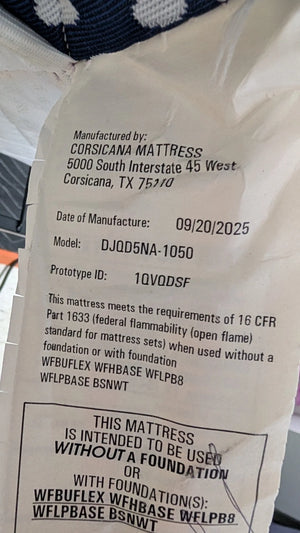 Manufactured by:
CORSICANA MATTRESS
5000 South Interstate 45 West
Corsicana, TX 75110
Date of Manufacture: 09/20/2025
Model: DJQD5NA-1050
Prototype ID: 1QVQDSF
This mattress meets the requirements of 16 CFR
Part 1633 (federal flammability (open flame)
standard for mattress sets) when used without a
foundation or with foundation
WFBUFLEX WFHBASE WFLPB8
WFLPBASE BSNWT
THIS MATTRESS
IS INTENDED TO BE USED
WITHOUT A FOUNDATION
OR
WITH FOUNDATION(S):
WFBUFLEX WFHBASE WFLPB8
WFLPBASE BSNWT